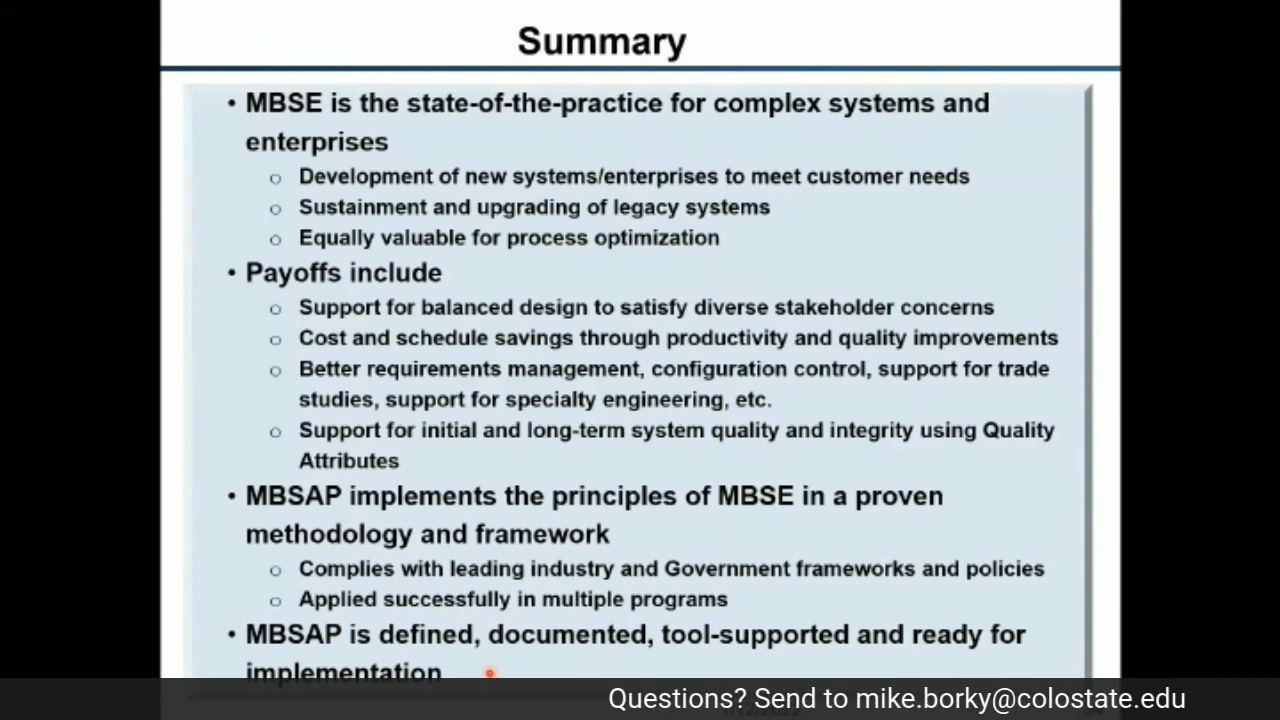 Summary
• MBSE is the state-of-the-practice for complex systems and
enterprises
o Development of new systems/enterprises to meet customer needs
o Sustainment and upgrading of legacy systems
o Equally valuable for process optimization
• Payoffs include
o Support for balanced design to satisfy diverse stakeholder concerns
o Cost and schedule savings through productivity and quality improvements
o Better requirements management, configuration control, support for trade
studies, support for specialty engineering, etc.
o Support for initial and long-term system quality and integrity using Quality
Attributes
• MBSAP implements the principles of MBSE in a proven
methodology and framework
o Complies with leading industry and Government frameworks and policies
o Applied successfully in multiple programs
• MBSAP is defined, documented, tool-supported and ready for
implementation
Questions? Send to mike.borky@colostate.edu